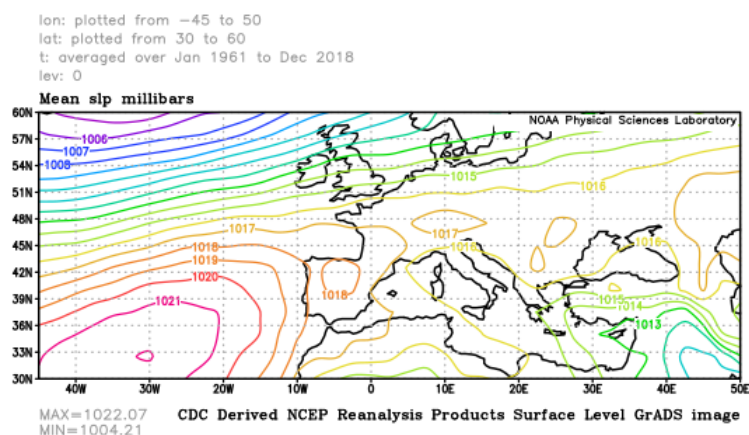 lon: plotted from -45 to 50
lat: plotted from 30 to 60
t: averaged over Jan 1961 to Dec 2018
lev: 0
Mean slp millibars
NOAA Physical Sciences Laboratory
60N
57N
54N
51N
48N
45N
42N
39N
36N
33N
30N
1006
1007
1008
1015
1016
1017
1017
1016
1016
1018
1019
1020
1021
1018
1015
1014
1013
40W 30W 20W 10W 0 10E 20E 30E 40E 50E
MAX=1022.07 CDC Derived NCEP Reanalysis Products Surface Level GrADS image
MIN=1004.21